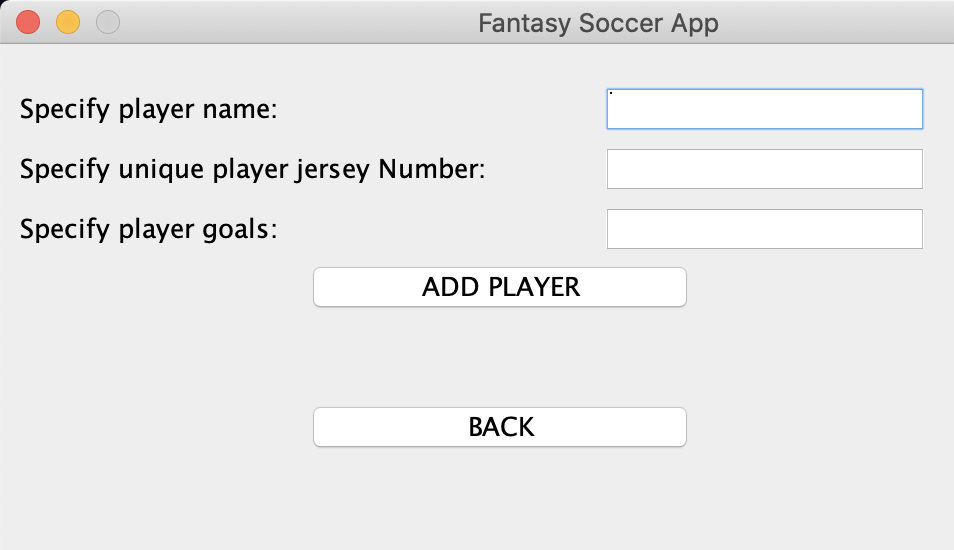 Fantasy Soccer App
Specify player name:
Specify unique player jersey Number:
Specify player goals:
ADD PLAYER
BACK